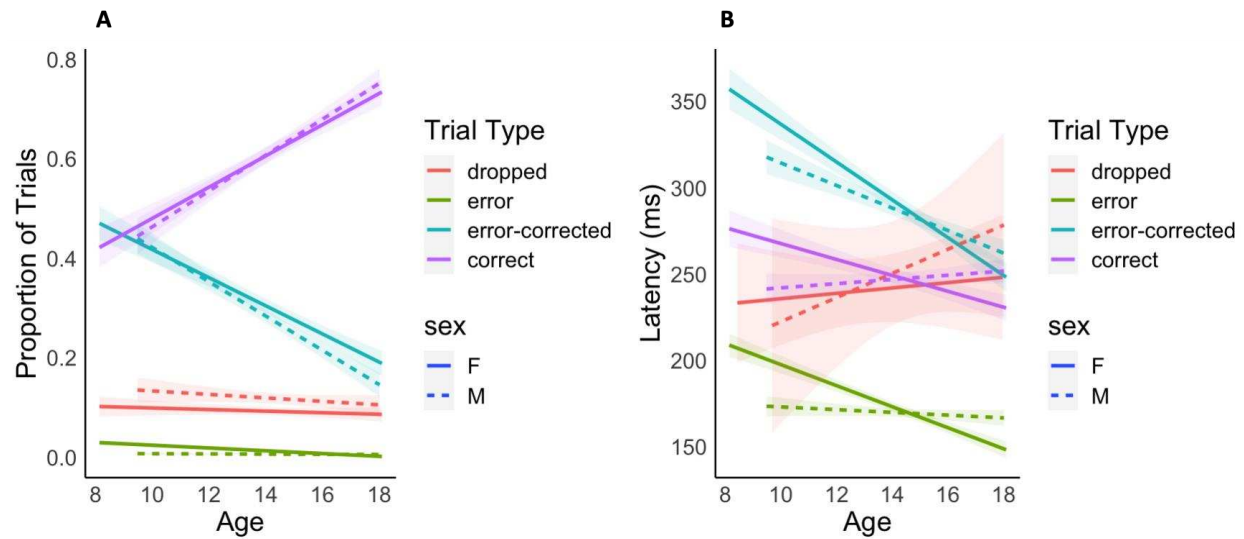 A
Proportion of Trials
0.8
0.6
0.4
0.2
0.0
8 10 12 14 16 18
Age
Trial Type
dropped
error
error-corrected
correct
sex
F
M
B
Latency (ms)
350
300
250
200
150
8 10 12 14 16 18
Age
Trial Type
dropped
error
error-corrected
correct
sex
F
M